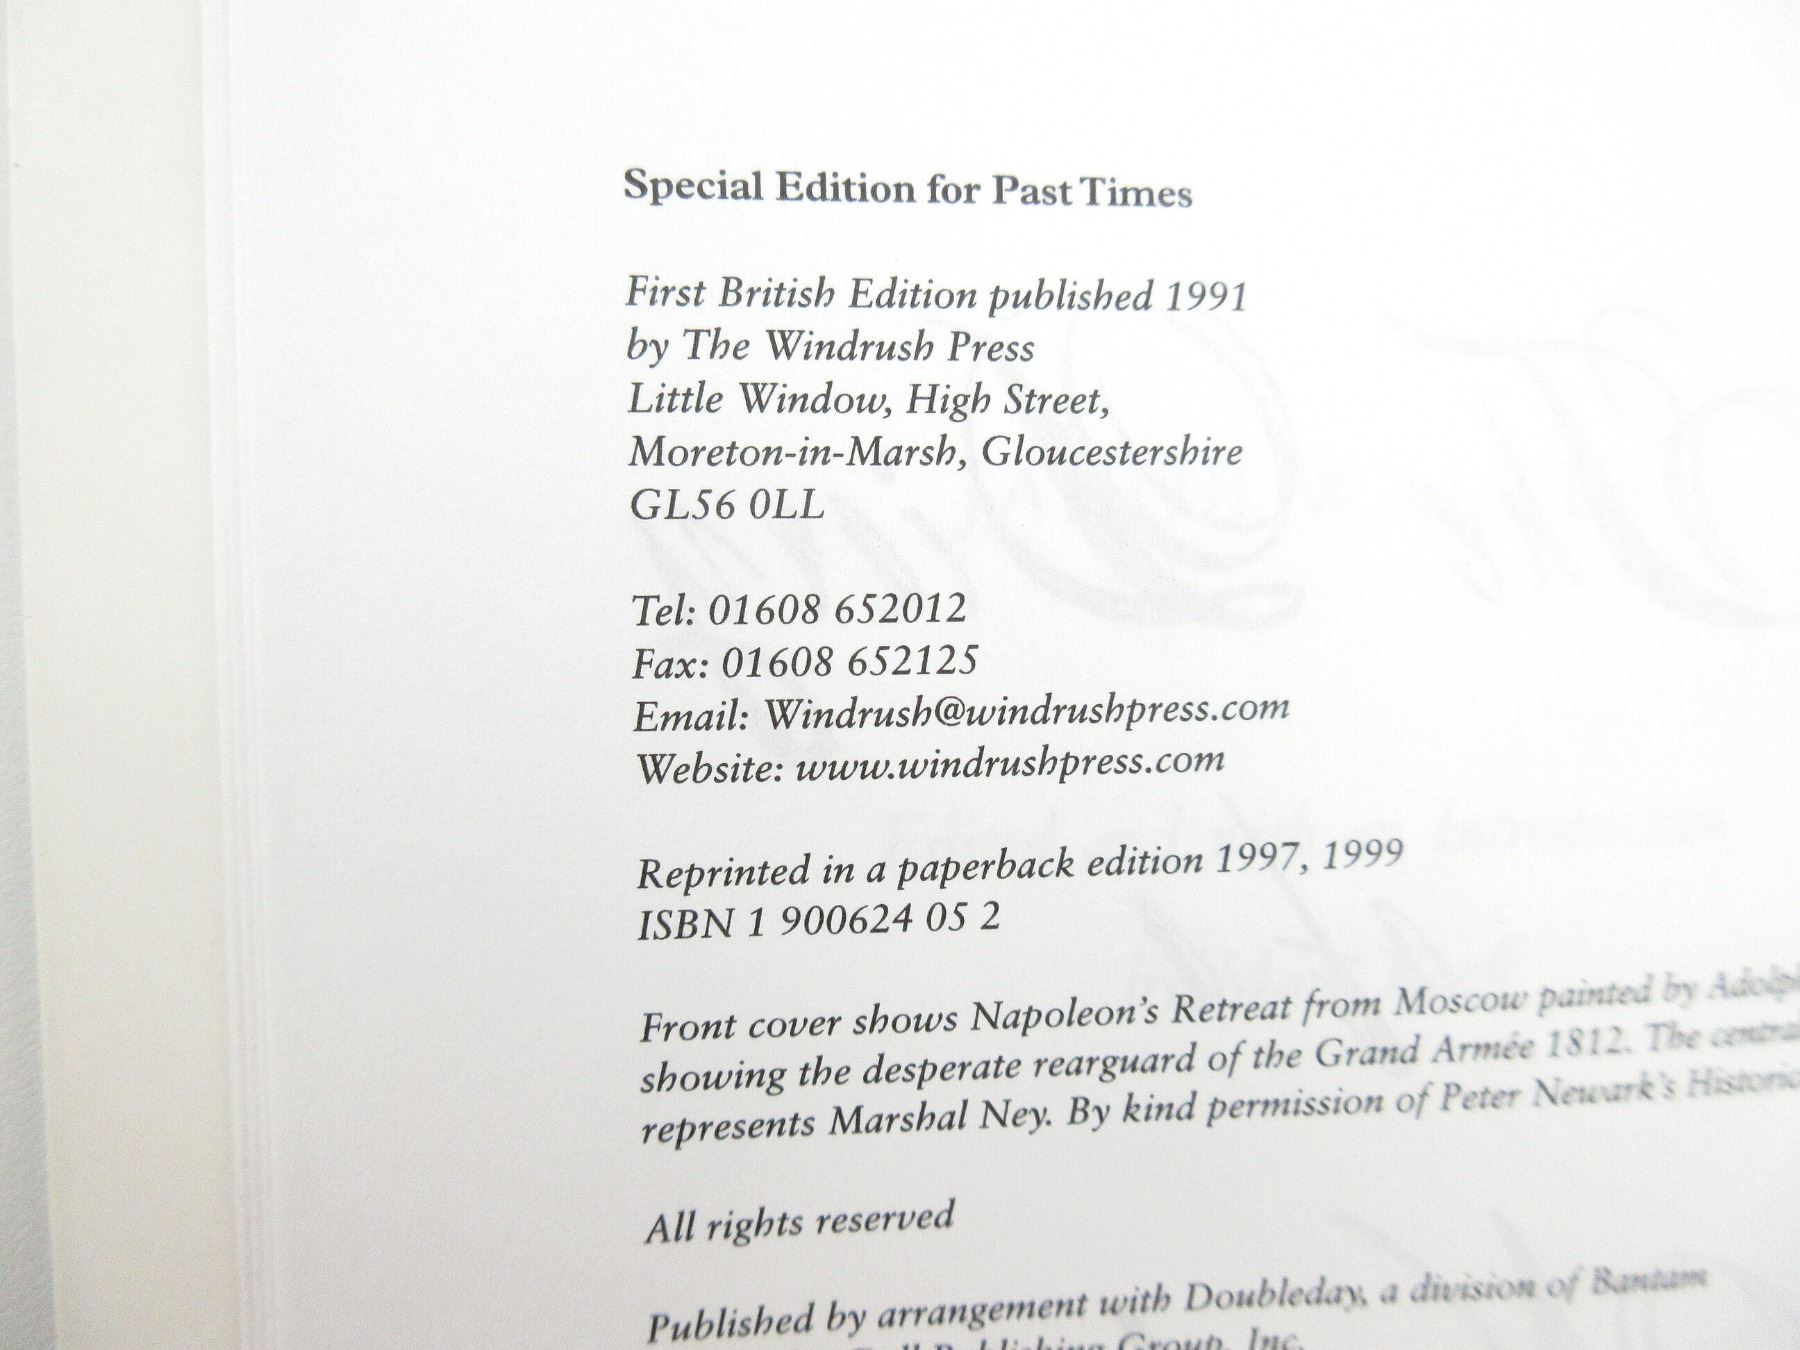 Special Edition for Past Times
First British Edition published 1991
by The Windrush Press
Little Window, High Street,
Moreton-in-Marsh, Gloucestershire
GL56 0LL
Tel: 01608 652012
Fax: 01608 652125
Email: Windrush@windrushpress.com
Website: www.windrushpress.com
Reprinted in a paperback edition 1997, 1999
ISBN 1 900624 05 2
Front cover shows Napoleon's Retreat from Moscow painted by
showing the desperate rearguard of the Grand Armée 1812. The central
represents Marshal Ney. By kind permission of Peter Newark's
All rights reserved
Published by arrangement with Doubleday, a division of Bantam
Publishing Group, Inc.